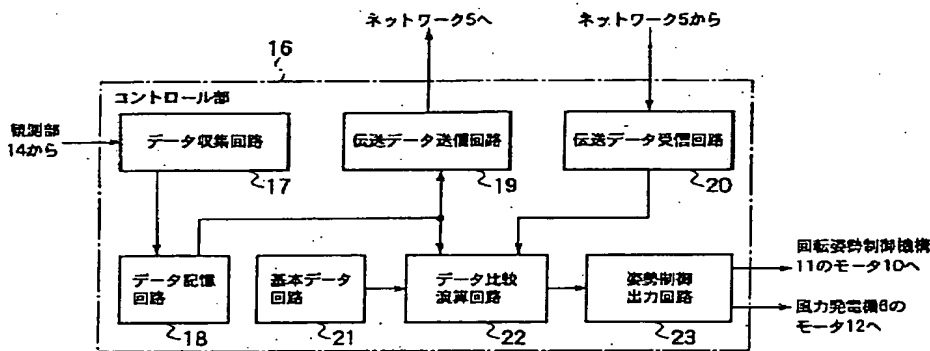 ネットワーク5へ
ネットワーク5から
16
コントロール部
観測部
14から
データ収集回路
17
伝送データ送信回路
19
伝送データ受信回路
20
データ記憶
回路
18
基本データ
回路
21
データ比較
演算回路
22
姿勢制御
出力回路
23
回転姿勢制御機構
11のモータ10へ
風力発電機6の
モータ12へ